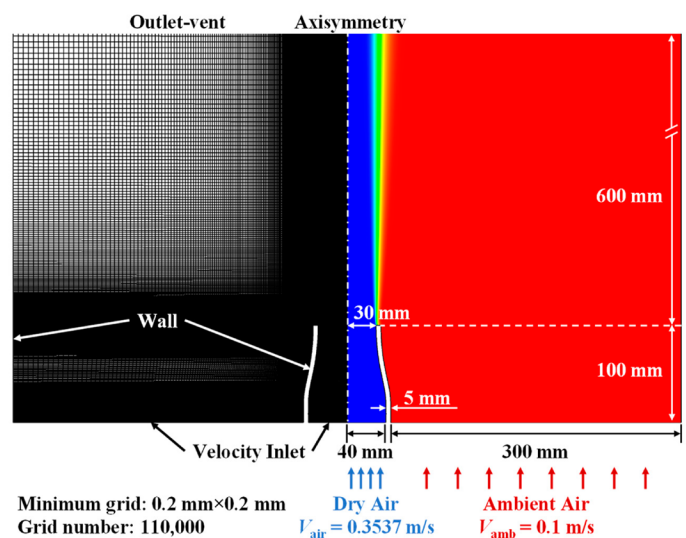 Outlet-vent Axisymmetry
600 mm
30 mm
Wall
100 mm
5 mm
Velocity Inlet 40 mm 300 mm
Minimum grid: 0.2 mm×0.2 mm Dry Air Ambient Air
Grid number: 110,000 Vair = 0.3537 m/s Vamb = 0.1 m/s